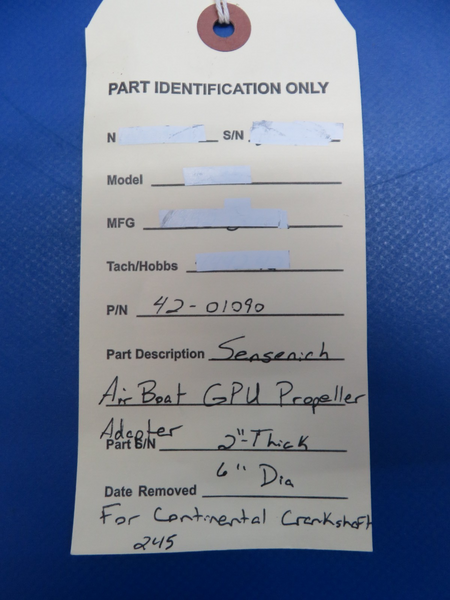 PART IDENTIFICATION ONLY
N S/N
Model
MFG
Tach/Hobbs
P/N 42-01090
Part Description Sensenich
Air Boat GPU Propeller
Adapter
Part S/N 2"-Thick
6" Dia
Date Removed
For Continental Crankshaft
245